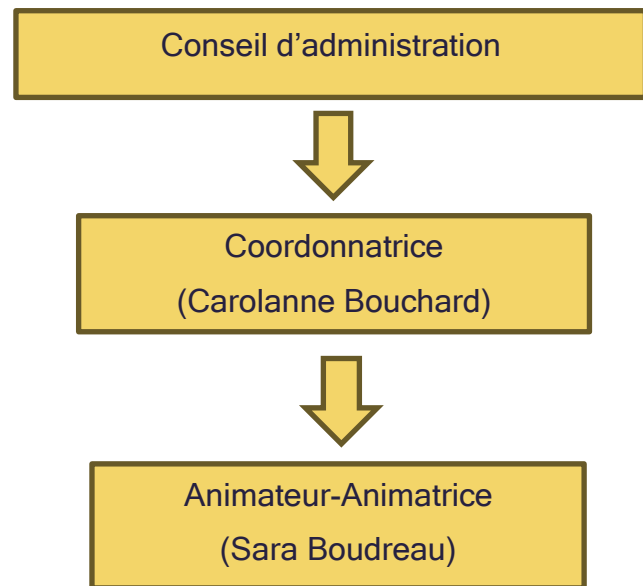 Conseil d’administration
Coordonnatrice
(Carolanne Bouchard)
Animateur-Animatrice
(Sara Boudreau)